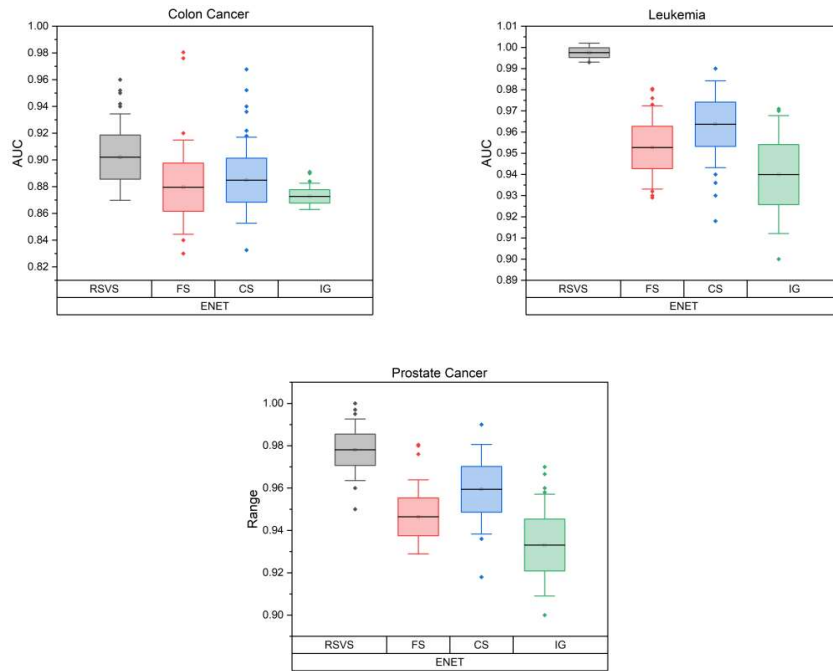 Colon Cancer
1.00
0.98
0.96
0.94
0.92
0.90
0.88
0.86
0.84
0.82
AUC
RSVS FS CS IG
ENET
Leukemia
1.01
1.00
0.99
0.98
0.97
0.96
0.95
0.94
0.93
0.92
0.91
0.90
0.89
AUC
RSVS FS CS IG
ENET
Prostate Cancer
1.00
0.98
0.96
0.94
0.92
0.90
Range
RSVS FS CS IG
ENET